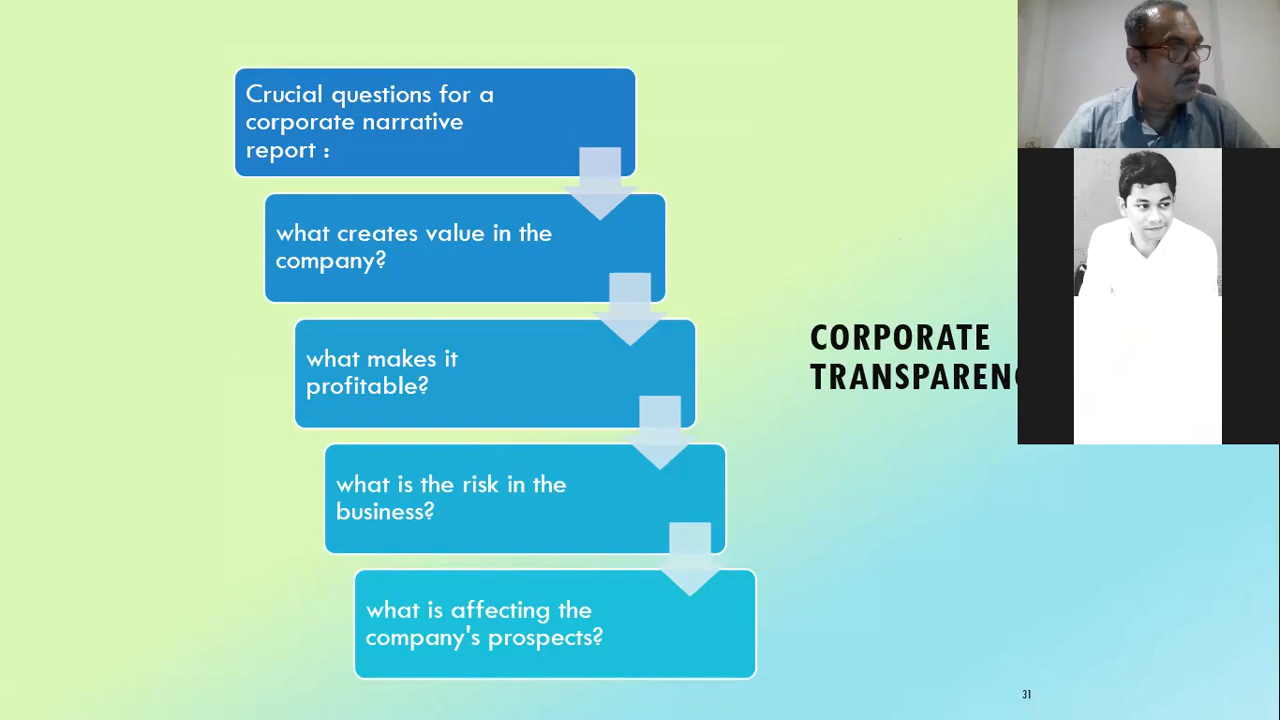 Crucial questions for a
corporate narrative
report :
what creates value in the
company?
what makes it
profitable?
what is the risk in the
business?
what is affecting the
company's prospects?
CORPORATE
31